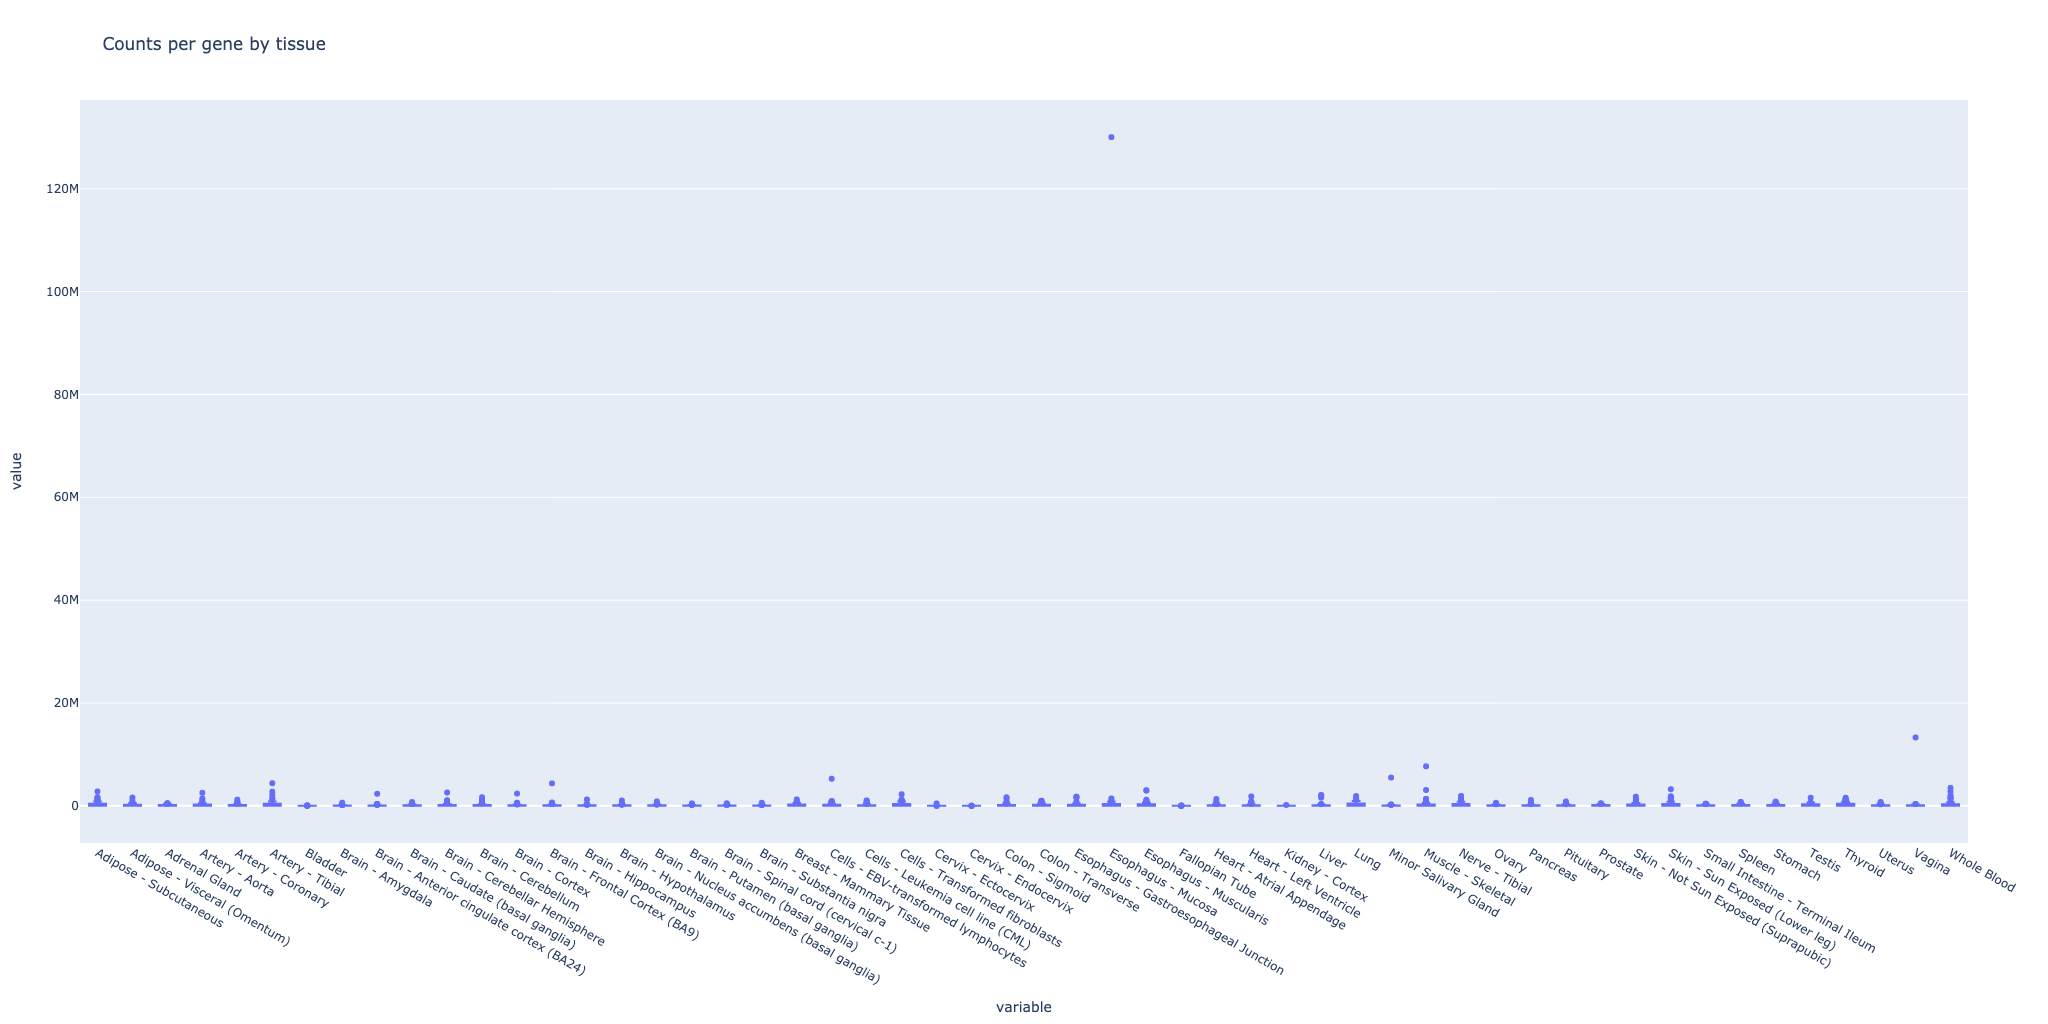 Counts per gene by tissue
120M
100M
80M
60M
40M
20M
0
value
Adipose - Subcutaneous
Adipose - Visceral (Omentum)
Adrenal Gland
Artery - Aorta
Artery - Coronary
Artery - Tibial
Bladder
Brain - Amygdala
Brain - Anterior cingulate cortex (BA24)
Brain - Caudate (basal ganglia)
Brain - Cerebellar Hemisphere
Brain - Cerebellum
Brain - Cortex
Brain - Frontal Cortex (BA9)
Brain - Hippocampus
Brain - Hypothalamus
Brain - Nucleus accumbens (basal ganglia)
Brain - Putamen (basal ganglia)
Brain - Spinal cord (cervical c-1)
Brain - Substantia nigra
Breast - Mammary Tissue
Cells - EBV-transformed lymphocytes
Cells - Leukemia cell line (CML)
Cells - Transformed fibroblasts
Cervix - Ectocervix
Cervix - Endocervix
Colon - Sigmoid
Colon - Transverse
Esophagus - Gastroesophageal Junction
Esophagus - Mucosa
Esophagus - Muscularis
Fallopian Tube
Heart - Atrial Appendage
Heart - Left Ventricle
Kidney - Cortex
Liver
Lung
Minor Salivary Gland
Muscle - Skeletal
Nerve - Tibial
Ovary
Pancreas
Pituitary
Prostate
Skin - Not Sun Exposed (Suprapubic)
Skin - Sun Exposed (Lower leg)
Small Intestine - Terminal Ileum
Spleen
Stomach
Testis
Thyroid
Uterus
Vagina
Whole Blood
variable